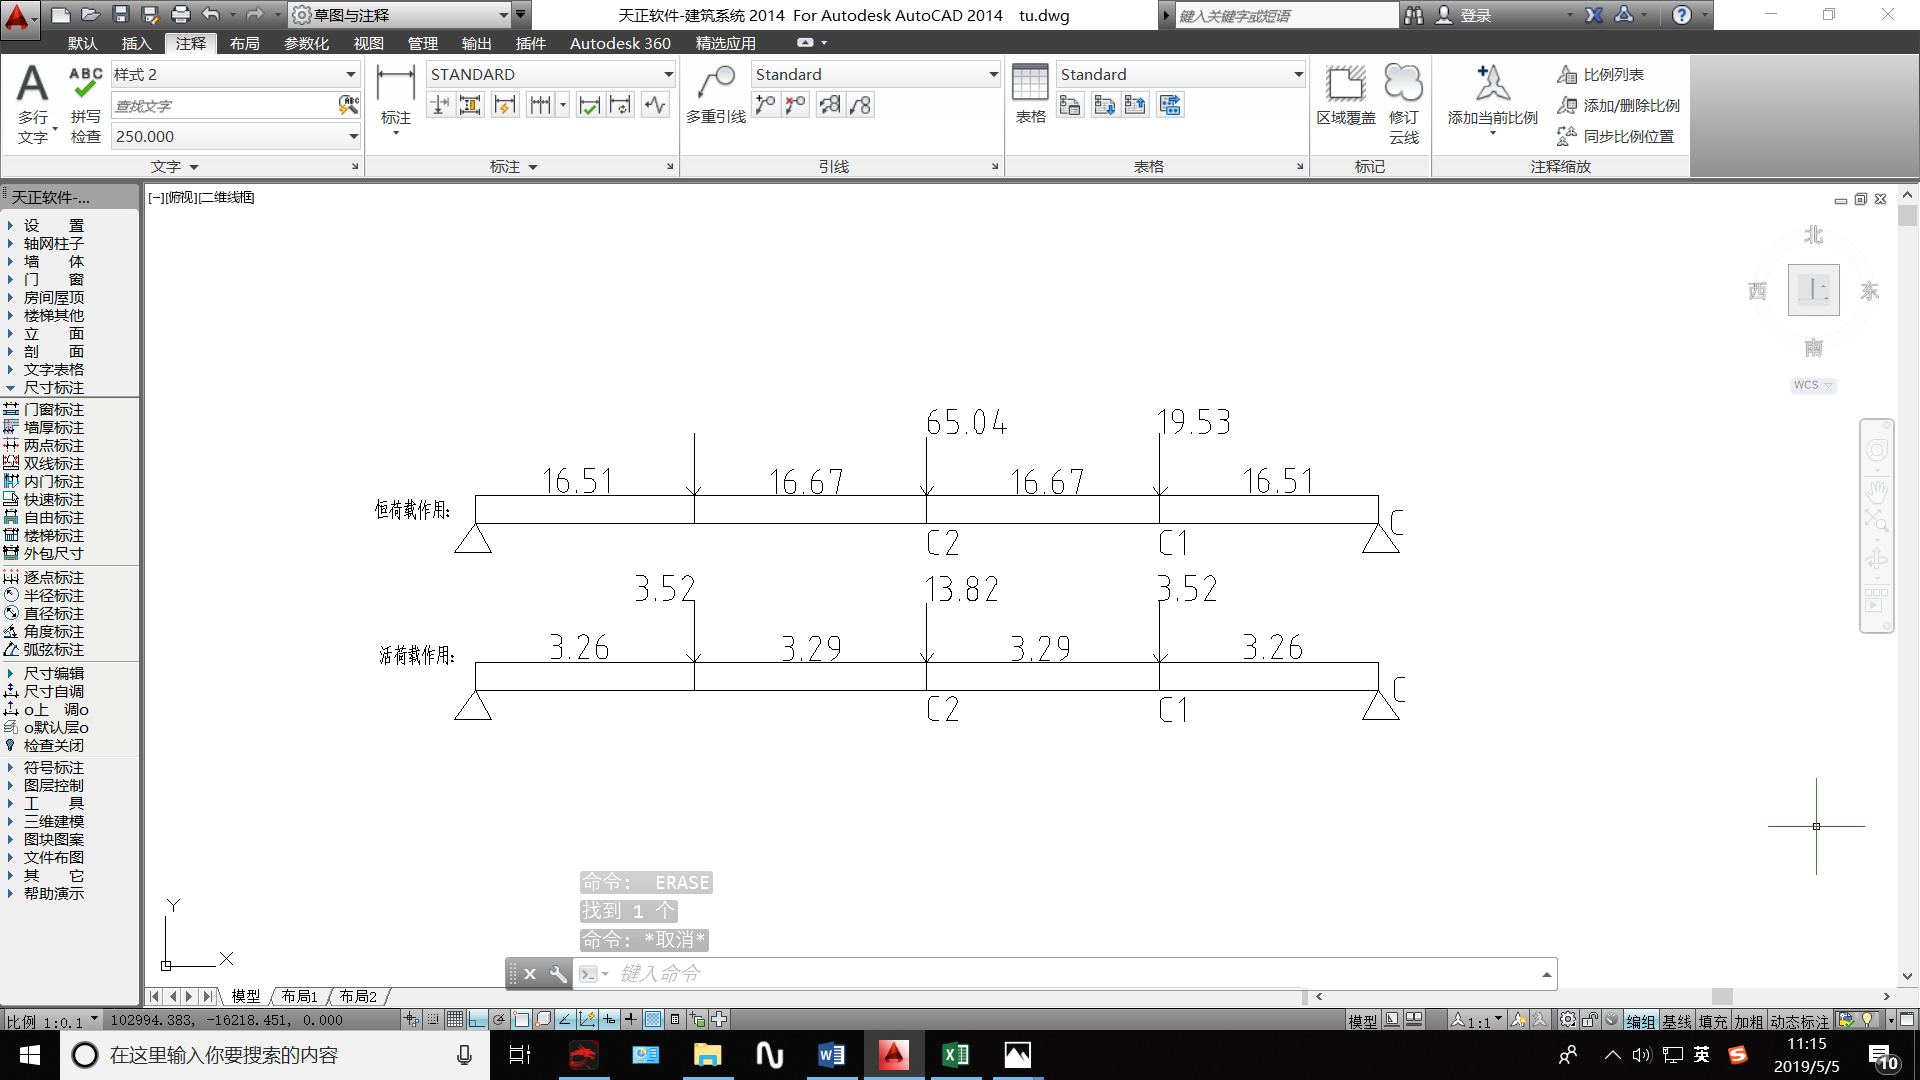 草图与注释
天正软件-建筑系统 2014 For Autodesk AutoCAD 2014 tu.dwg
键入关键字或短语
登录
默认 插入 注释 布局 参数化 视图 管理 输出 插件 Autodesk 360 精选应用
多行文字
ABC
拼写检查
样式 2
查找文字
250.000
标注
STANDARD
多重引线
Standard
表格
Standard
区域覆盖
修订云线
添加当前比例
比例列表
添加/删除比例
同步比例位置
文字 标注 引线 表格 标记 注释缩放
天正软件-...
设 置
轴网柱子
墙 体
门 窗
房间屋顶
楼梯其他
立 面
剖 面
文字表格
尺寸标注
门窗标注
墙厚标注
两点标注
双线标注
内门标注
快速标注
自由标注
楼梯标注
外包尺寸
逐点标注
半径标注
直径标注
角度标注
弧弦标注
尺寸编辑
尺寸自调
o上 调o
o默认层o
检查关闭
符号标注
图层控制
工 具
三维建模
图块图案
文件布图
其 它
帮助演示
[−][俯视][二维线框]
北
西 上 东
南
WCS
65.04 19.53
16.51 16.67 16.67 16.51
恒荷载作用:
C
C2 C1
3.52 13.82 3.52
3.26 3.29 3.29 3.26
活荷载作用:
C
C2 C1
Y
X
命令: ERASE
找到 1 个
命令: *取消*
键入命令
模型 布局1 布局2
比例 1:0.1
102994.383, -16218.451, 0.000
模型
1:1
编组 基线 填充 加粗 动态标注
在这里输入你要搜索的内容
英
11:15
2019/5/5
10